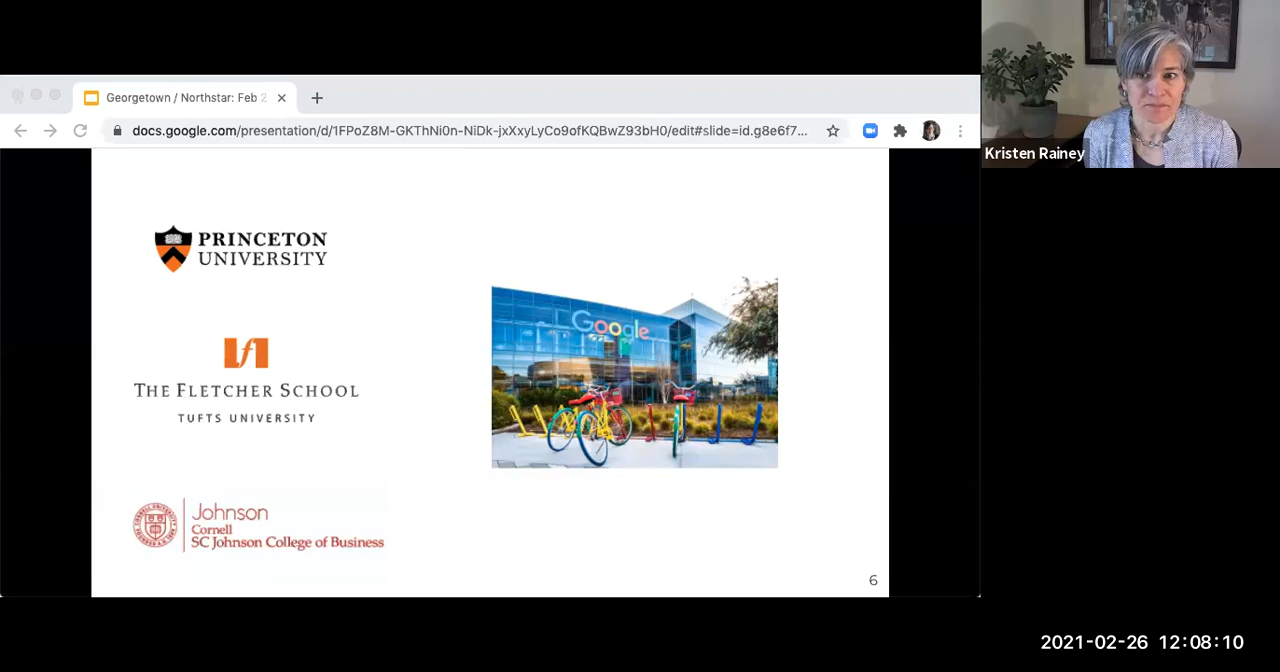 Georgetown / Northstar: Feb 2
docs.google.com/presentation/d/1FPoZ8M-GKThNi0n-NiDk-jxXxyLyCo9ofKQBwZ93bH0/edit#slide=id.g8e6f7...
Kristen Rainey
PRINCETON
UNIVERSITY
Google
THE FLETCHER SCHOOL
TUFTS UNIVERSITY
Johnson
Cornell
SC Johnson College of Business
6
2021-02-26 12:08:10